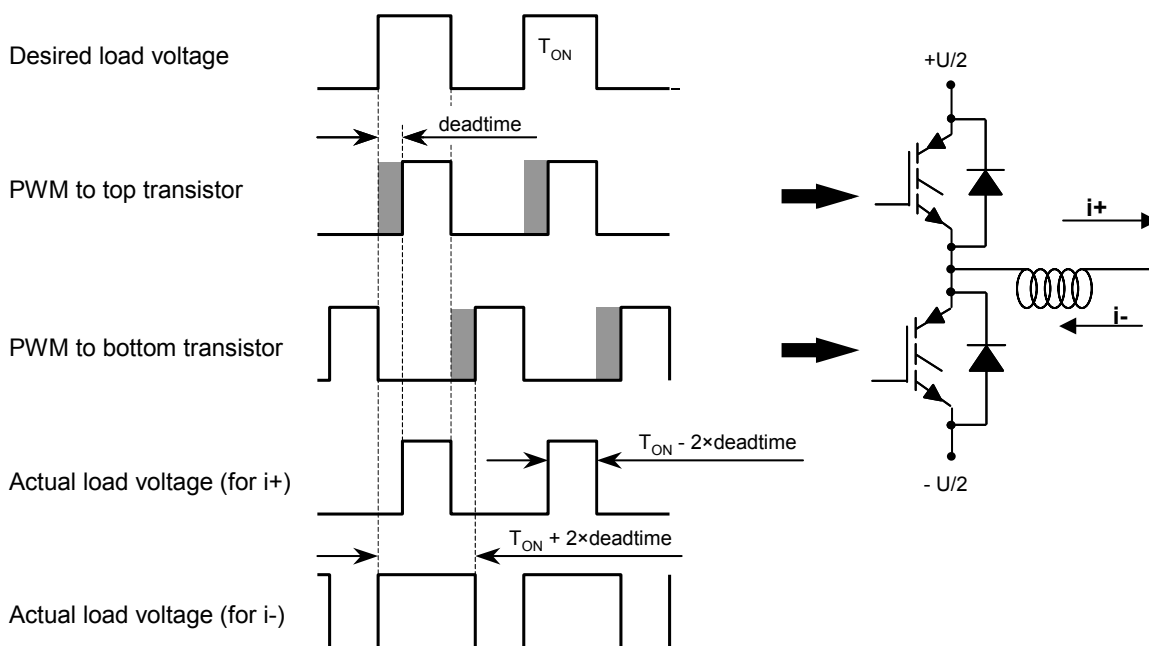 Desired load voltage
T_ON
+U/2
deadtime
PWM to top transistor
i+
i-
PWM to bottom transistor
T_ON - 2×deadtime
Actual load voltage (for i+)
- U/2
T_ON + 2×deadtime
Actual load voltage (for i-)